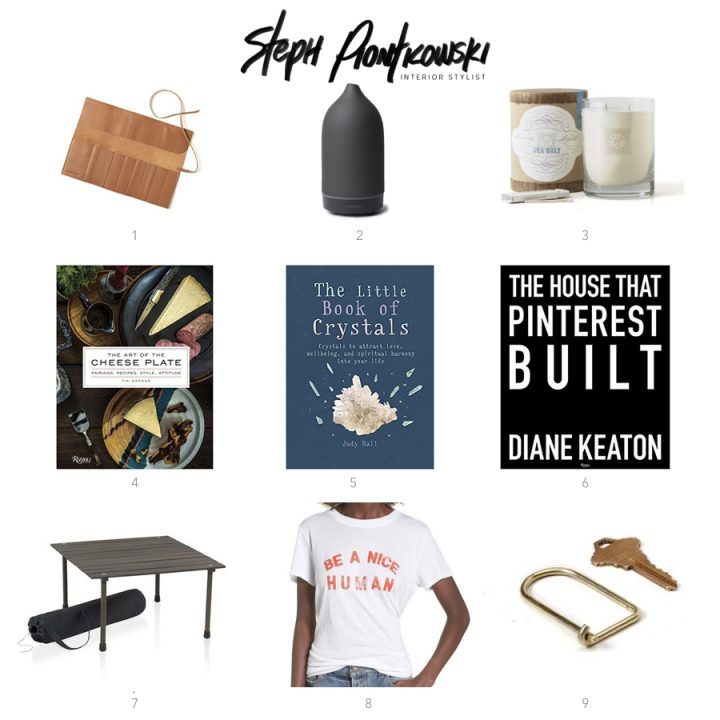 STEPH PIONTKOWSKI
INTERIOR STYLIST
1
2
SEA SALT
3
THE ART OF THE
CHEESE PLATE
PAIRINGS, RECIPES, STYLE, ATTITUDE
TIA KEENAN
RIZZOLI
4
The Little
Book of
Crystals
Crystals to attract love,
wellbeing, and spiritual harmony
into your life
Judy Hall
5
THE HOUSE THAT
PINTEREST
BUILT
DIANE KEATON
6
7
BE A NICE
HUMAN
8
9